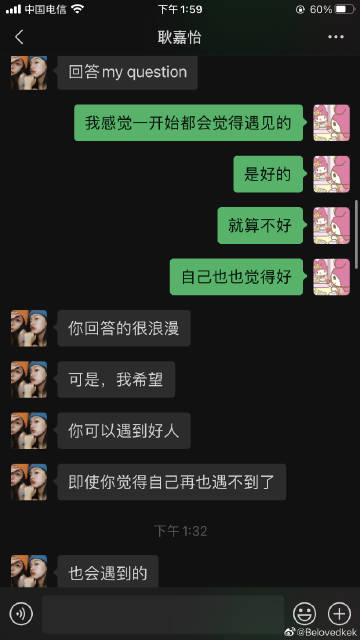 中国电信
下午 1:59
60%
耿嘉怡
回答my question
我感觉一开始都会觉得遇见的
是好的
就算不好
自己也也觉得好
你回答的很浪漫
可是，我希望
你可以遇到好人
即使你觉得自己再也遇不到了
下午 1:32
也会遇到的
@Belovedkek